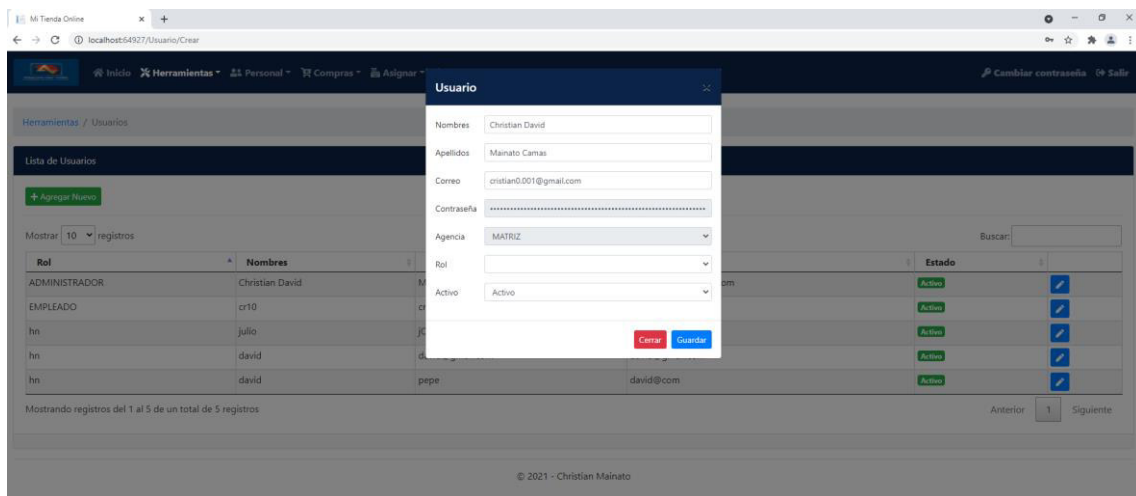 Mi Tienda Online
localhost:64927/Usuario/Crear
Inicio Herramientas Personal Compras Asignar Cambiar contraseña Salir
Usuario
Herramientas / Usuarios
Nombres Christian David
Apellidos Mainato Camas
Correo cristian0.001@gmail.com
Contraseña
Agencia MATRIZ
Rol
Activo Activo
Cerrar Guardar
Lista de Usuarios
+ Agregar Nuevo
Mostrar 10 registros Buscar:
Rol Nombres Estado
ADMINISTRADOR Christian David M om Activo
EMPLEADO cr10 cr Activo
hn julio Activo
hn david Activo
hn david pepe david@com Activo
Mostrando registros del 1 al 5 de un total de 5 registros Anterior 1 Siguiente
© 2021 - Christian Mainato